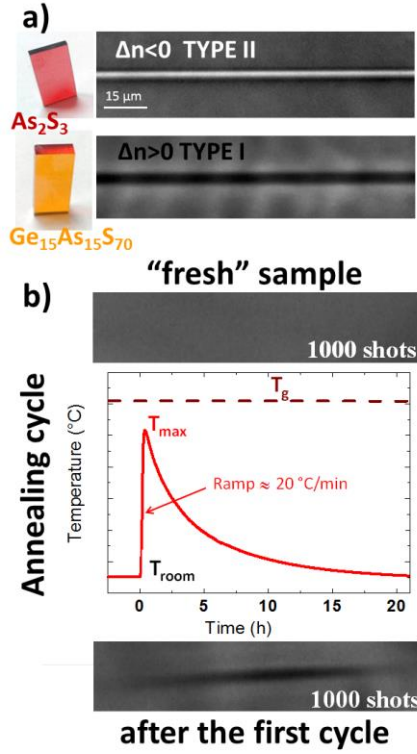 a)
Δn<0 TYPE II
15 μm
As₂S₃
Δn>0 TYPE I
Ge₁₅As₁₅S₇₀
“fresh” sample
b)
1000 shots
Annealing cycle
Temperature (°C)
Tg
Tmax
Ramp ≈ 20 °C/min
Troom
0 5 10 15 20
Time (h)
1000 shots
after the first cycle